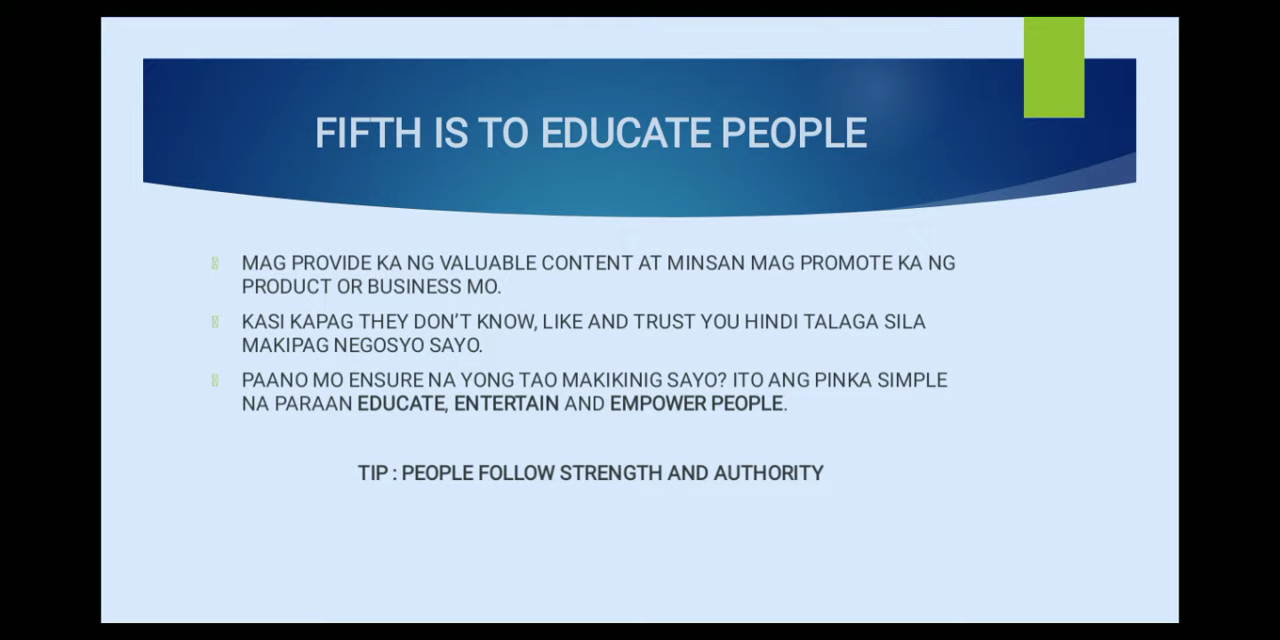 FIFTH IS TO EDUCATE PEOPLE
MAG PROVIDE KA NG VALUABLE CONTENT AT MINSAN MAG PROMOTE KA NG
PRODUCT OR BUSINESS MO.
KASI KAPAG THEY DON'T KNOW, LIKE AND TRUST YOU HINDI TALAGA SILA
MAKIPAG NEGOSYO SAYO.
PAANO MO ENSURE NA YONG TAO MAKIKINIG SAYO? ITO ANG PINKA SIMPLE
NA PARAAN EDUCATE, ENTERTAIN AND EMPOWER PEOPLE.
TIP : PEOPLE FOLLOW STRENGTH AND AUTHORITY